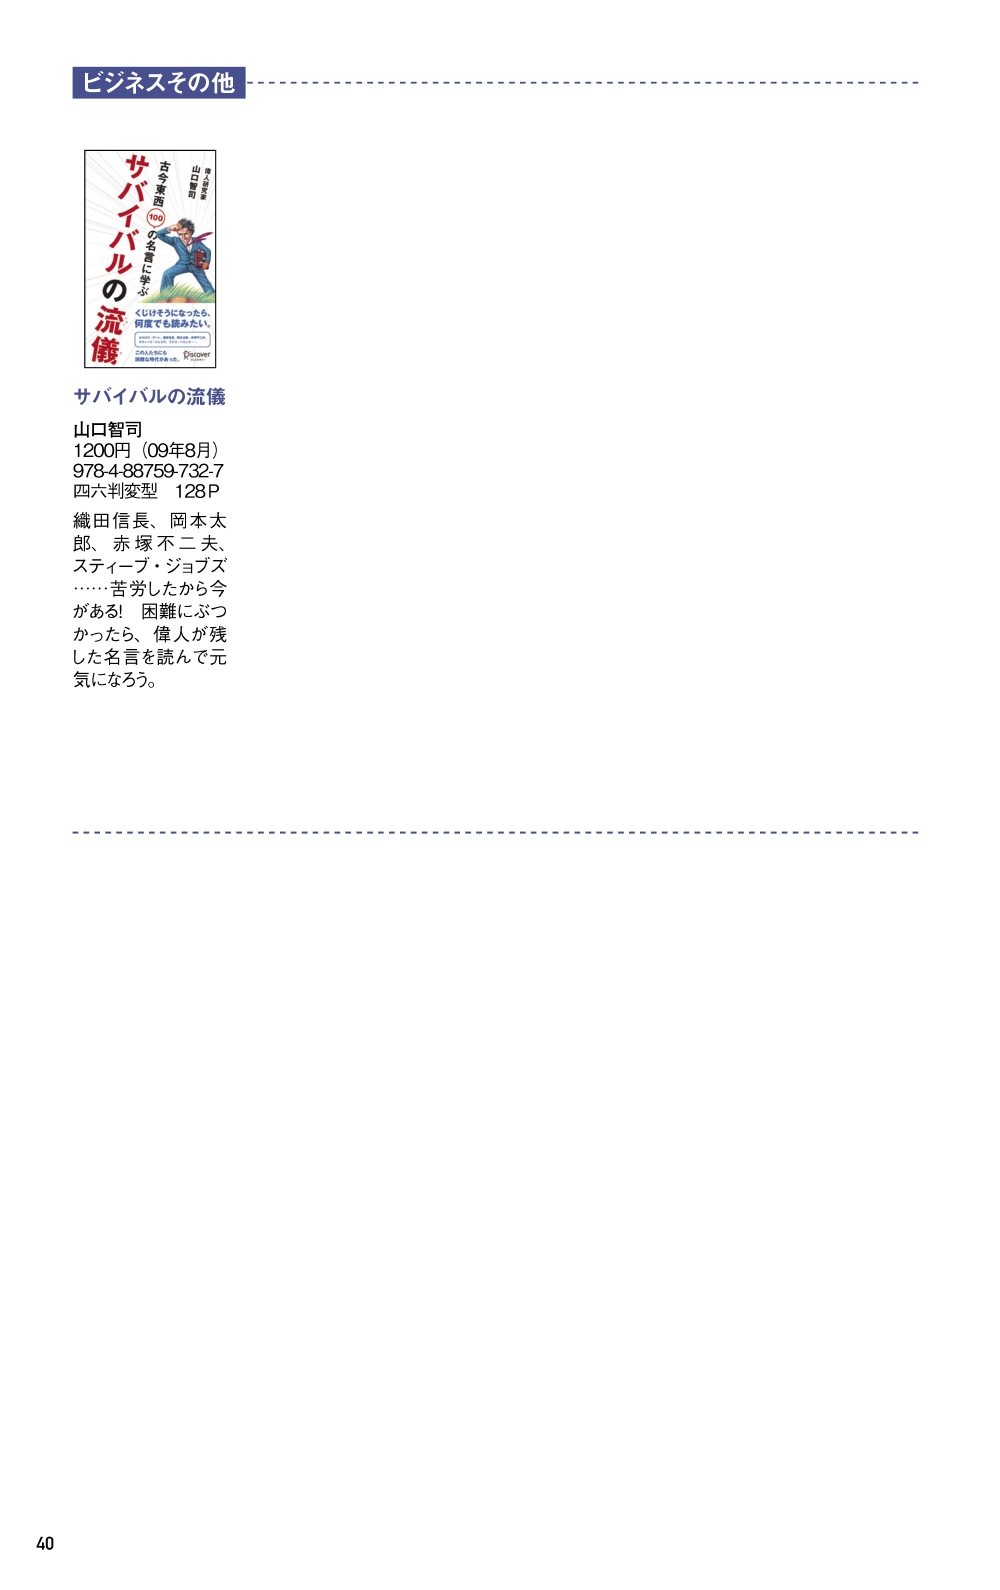 ビジネスその他
偉人研究家
山口智司
古今東西100の名言に学ぶ
サバイバルの流儀
くじけそうになったら、
何度でも読みたい。
この人たちにも
困難な時代があった。
Discover
サバイバルの流儀
山口智司
1200円（09年8月）
978-4-88759-732-7
四六判変型　128P
織田信長、岡本太
郎、赤塚不二夫、
スティーブ・ジョブズ
……苦労したから今
がある!　困難にぶつ
かったら、偉人が残
した名言を読んで元
気になろう。
40